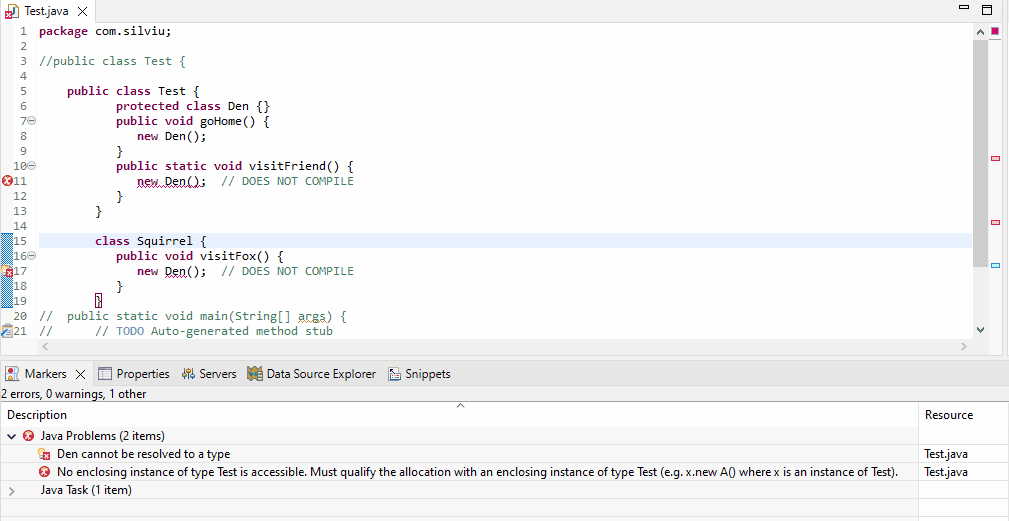 Test.java
1 package com.silviu;
2
3 //public class Test {
4
5 public class Test {
6 protected class Den {}
7 public void goHome() {
8 new Den();
9 }
10 public static void visitFriend() {
11 new Den(); // DOES NOT COMPILE
12 }
13 }
14
15 class Squirrel {
16 public void visitFox() {
17 new Den(); // DOES NOT COMPILE
18 }
19 }
20 // public static void main(String[] args) {
21 // // TODO Auto-generated method stub
Markers Properties Servers Data Source Explorer Snippets
2 errors, 0 warnings, 1 other
Description Resource
Java Problems (2 items)
Den cannot be resolved to a type Test.java
No enclosing instance of type Test is accessible. Must qualify the allocation with an enclosing instance of type Test (e.g. x.new A() where x is an instance of Test). Test.java
Java Task (1 item)